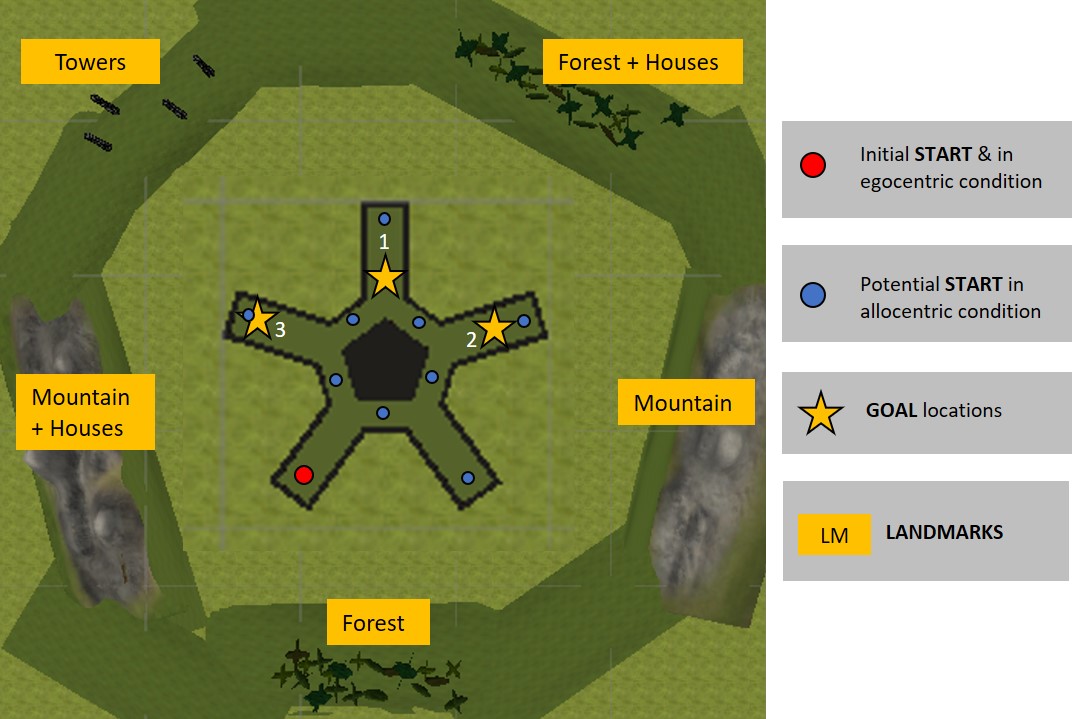 Towers
Forest + Houses
1
2
3
Mountain
+ Houses
Mountain
Forest
Initial START & in
egocentric condition
Potential START in
allocentric condition
GOAL locations
LM
LANDMARKS